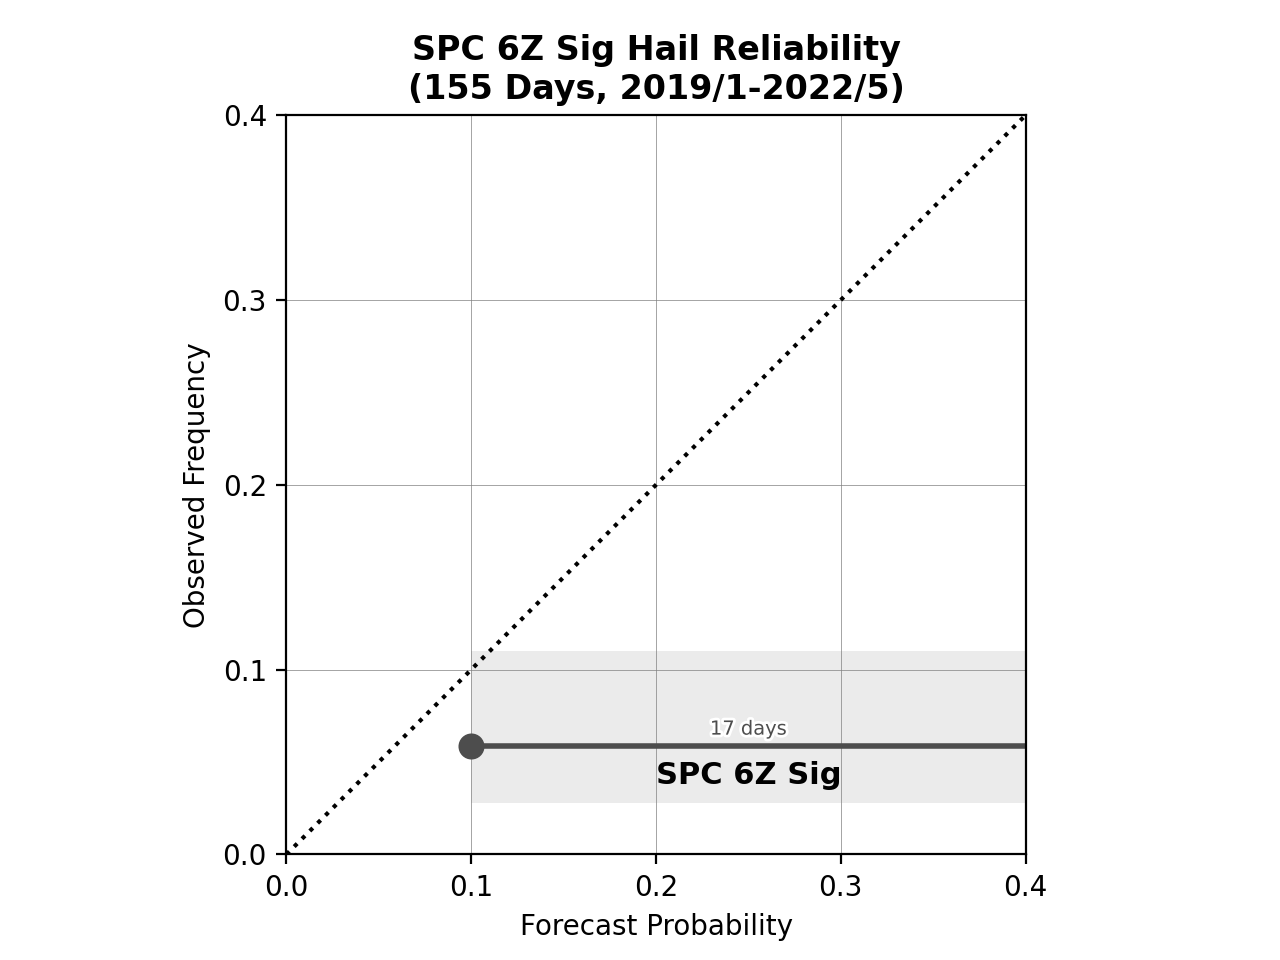 SPC 6Z Sig Hail Reliability
(155 Days, 2019/1-2022/5)
0.4
0.3
0.2
0.1
0.0
Observed Frequency
17 days
SPC 6Z Sig
0.0 0.1 0.2 0.3 0.4
Forecast Probability